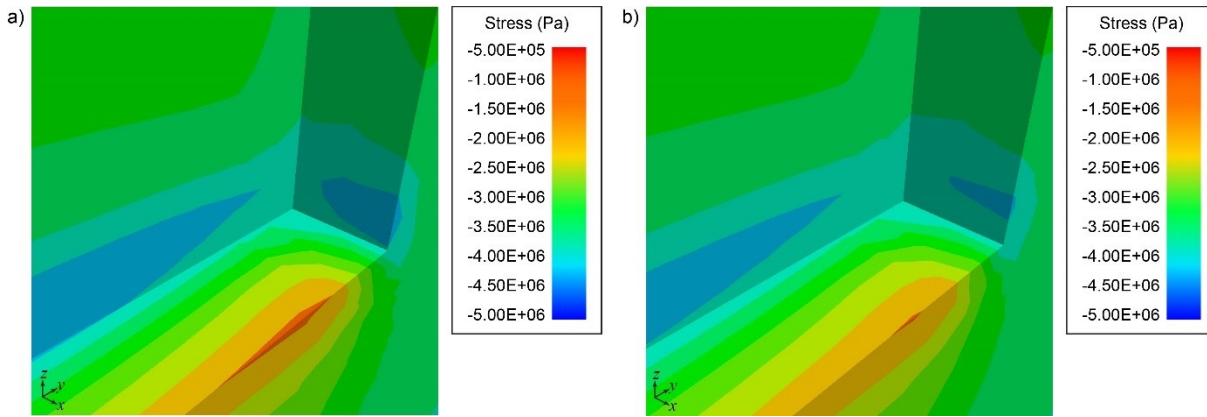 a)
Stress (Pa)
-5.00E+05
-1.00E+06
-1.50E+06
-2.00E+06
-2.50E+06
-3.00E+06
-3.50E+06
-4.00E+06
-4.50E+06
-5.00E+06
z
y
x
b)
Stress (Pa)
-5.00E+05
-1.00E+06
-1.50E+06
-2.00E+06
-2.50E+06
-3.00E+06
-3.50E+06
-4.00E+06
-4.50E+06
-5.00E+06
z
y
x